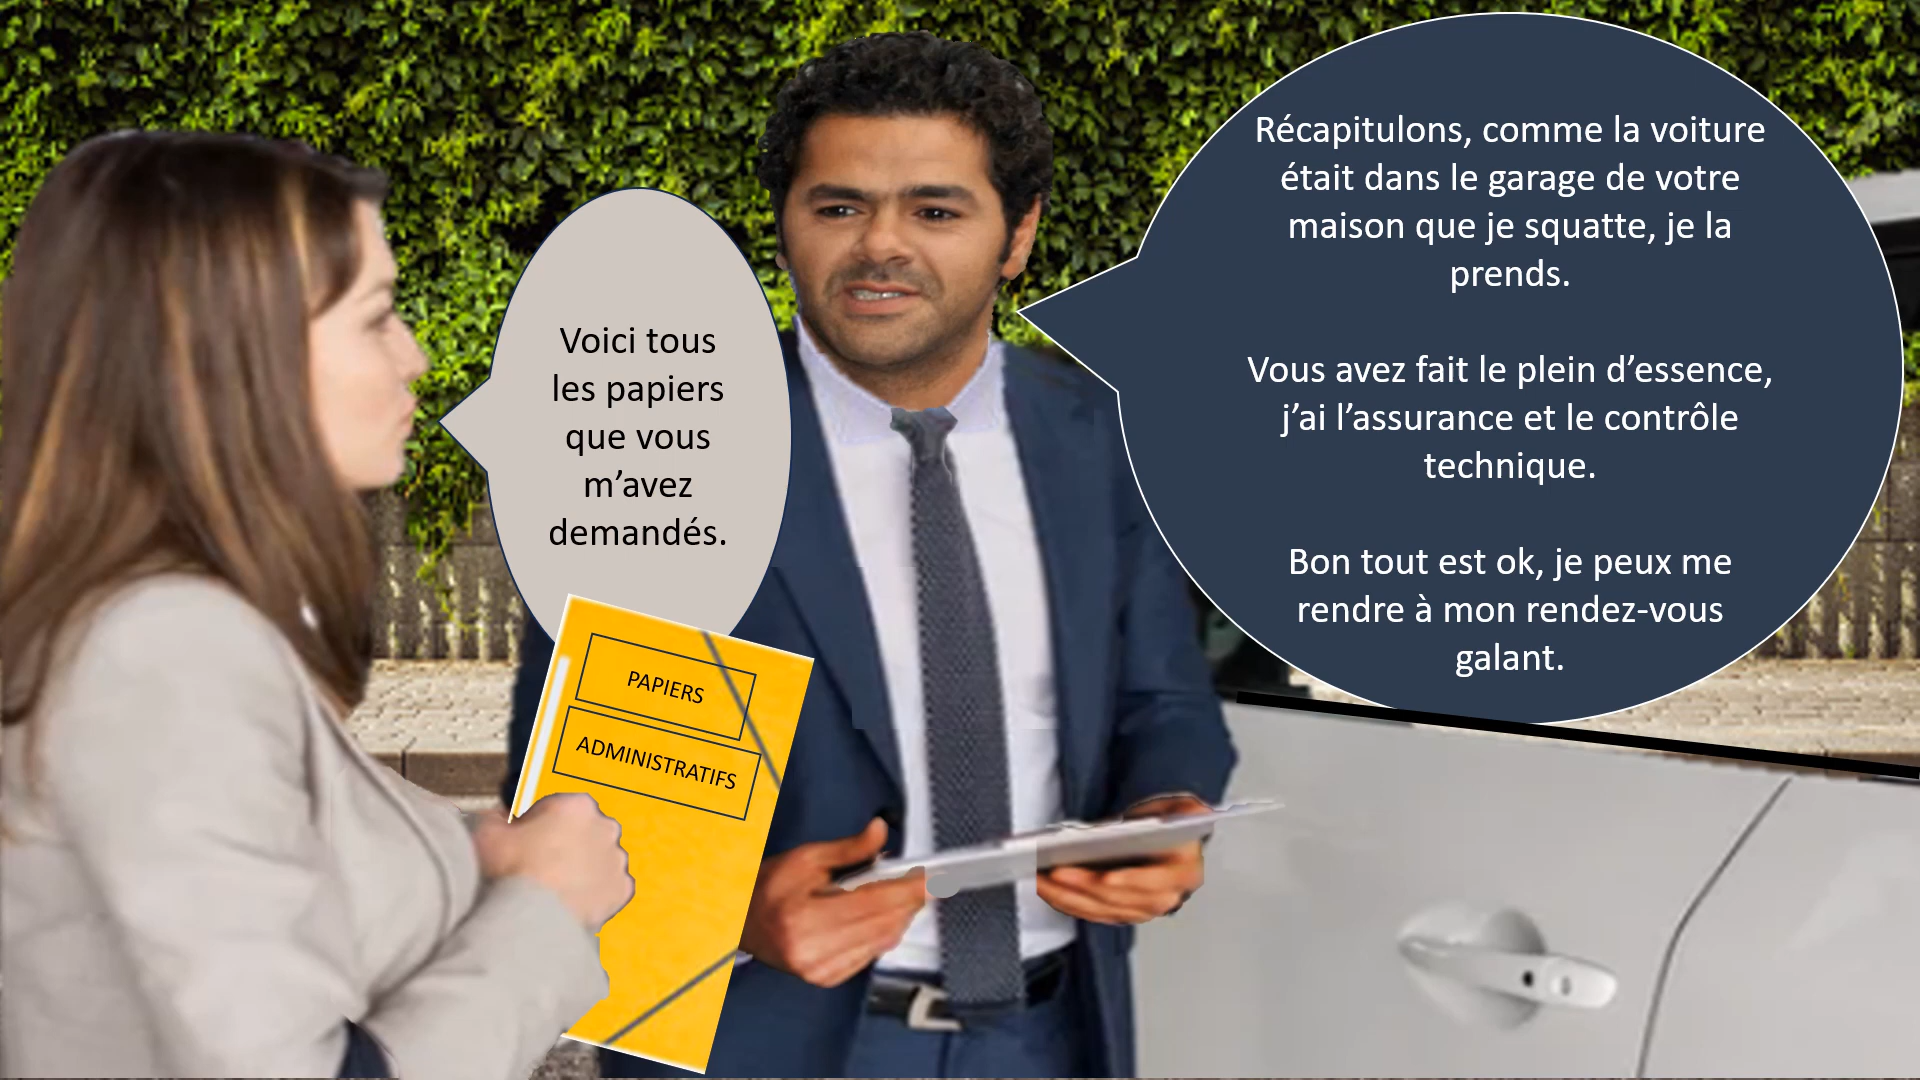 Voici tous
les papiers
que vous
m’avez
demandés.
PAPIERS
ADMINISTRATIFS
Récapitulons, comme la voiture
était dans le garage de votre
maison que je squatte, je la
prends.
Vous avez fait le plein d’essence,
j’ai l’assurance et le contrôle
technique.
Bon tout est ok, je peux me
rendre à mon rendez-vous
galant.